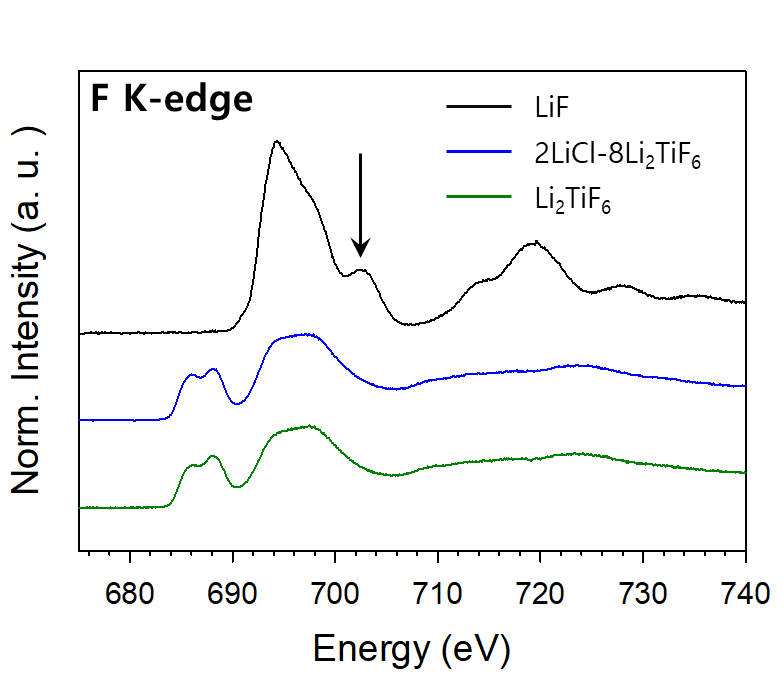 F K-edge
LiF
2LiCl-8Li₂TiF₆
Li₂TiF₆
Norm. Intensity (a. u. )
680 690 700 710 720 730 740
Energy (eV)